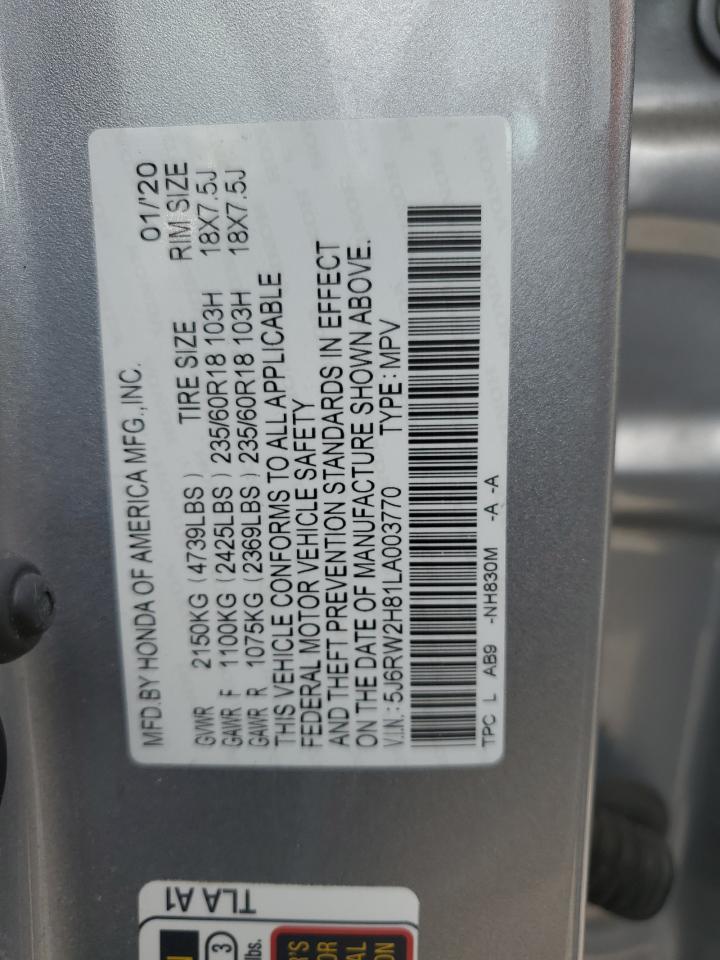 MFD.BY HONDA OF AMERICA MFG.,INC. 01/'20
TIRE SIZE RIM SIZE
GVWR 2150KG (4739LBS)
GAWR F 1100KG (2425LBS) 235/60R18 103H 18X7.5J
GAWR R 1075KG (2369LBS) 235/60R18 103H 18X7.5J
THIS VEHICLE CONFORMS TO ALL APPLICABLE
FEDERAL MOTOR VEHICLE SAFETY
AND THEFT PREVENTION STANDARDS IN EFFECT
ON THE DATE OF MANUFACTURE SHOWN ABOVE.
V.I.N.: 5J6RW2H81LA003770 TYPE: MPV
TPC L AB9 -NH830M -A -A
TLA A1
3
lbs.